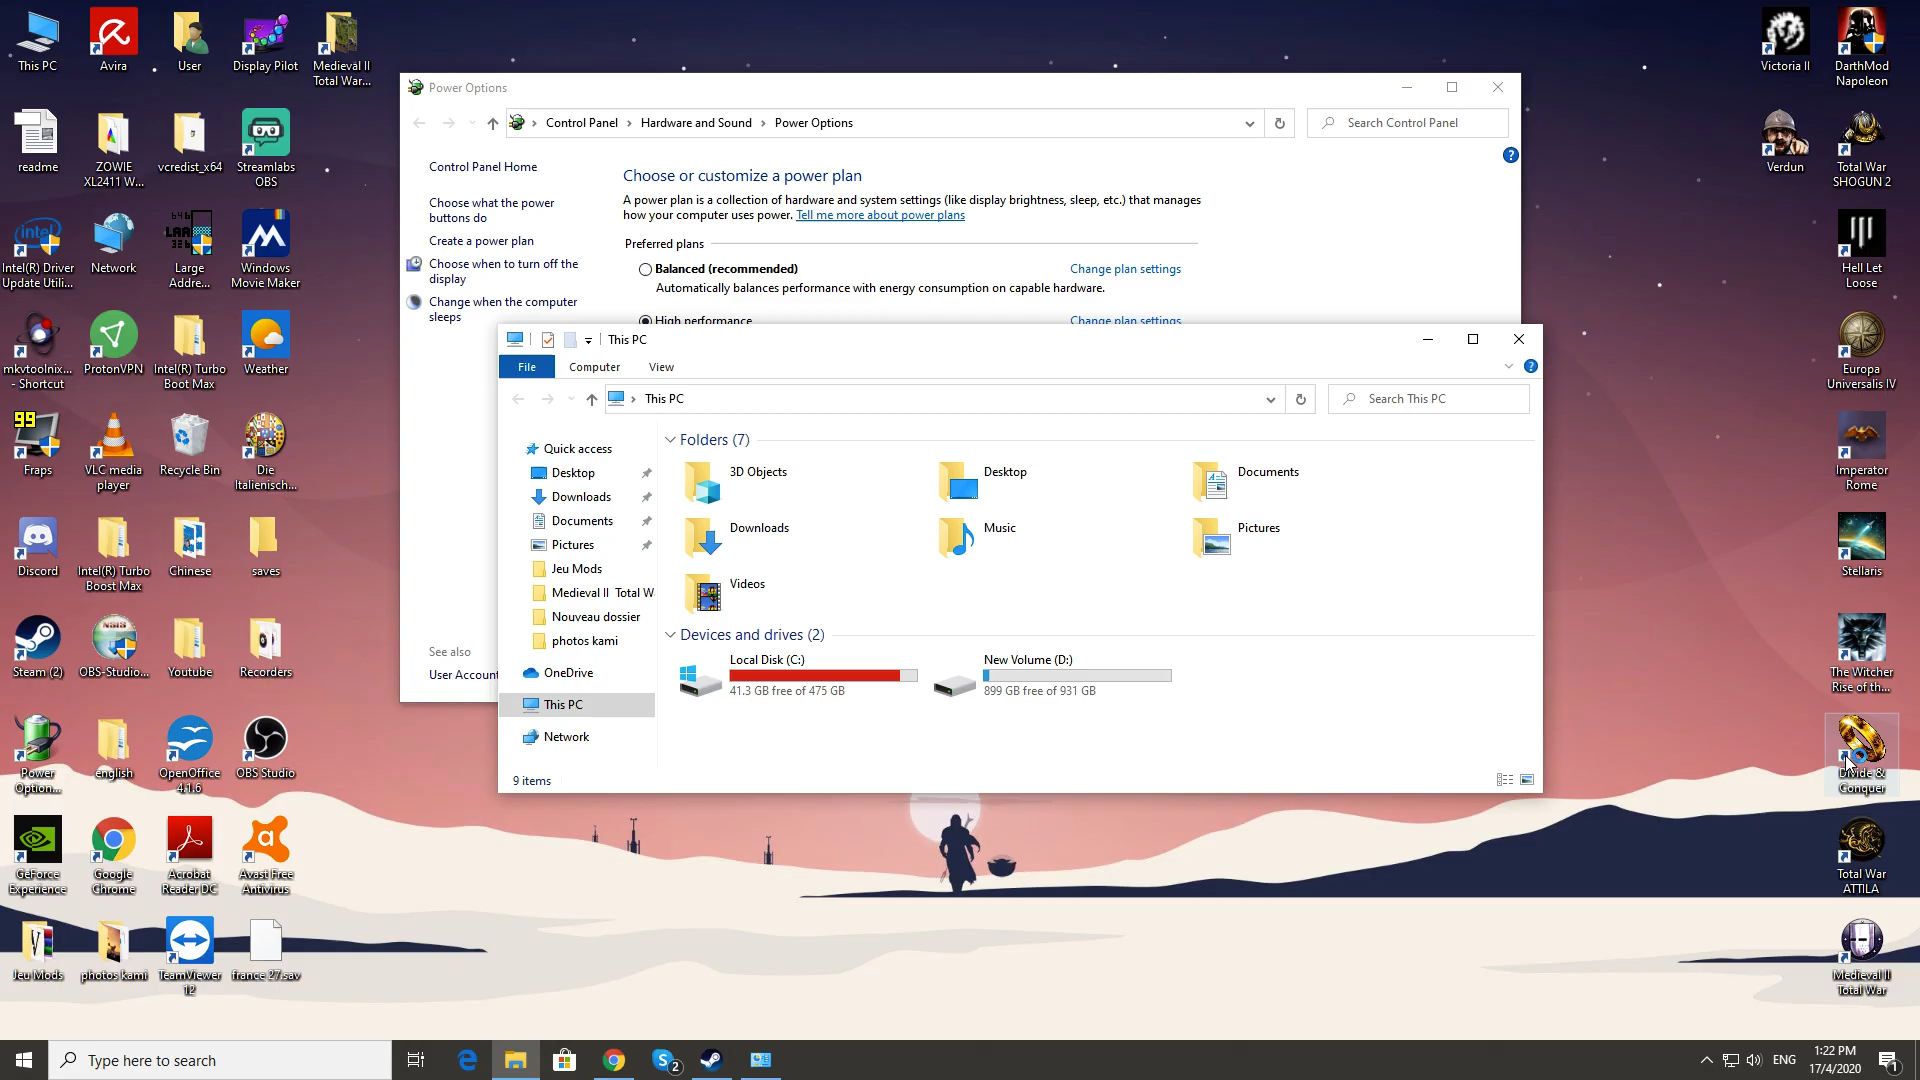 This PC
Avira
User
Display Pilot
Medieval II
Total War...
Victoria II
DarthMod
Napoleon
readme
ZOWIE
XL2411 W...
vcredist_x64
Streamlabs
OBS
Verdun
Total War
SHOGUN 2
Intel(R) Driver
Update Utili...
Network
Large
Addre...
Windows
Movie Maker
Hell Let
Loose
mkvtoolnix...
- Shortcut
ProtonVPN
Intel(R) Turbo
Boot Max
Weather
Europa
Universalis IV
99
Fraps
VLC media
player
Recycle Bin
Die
Italienisch...
Imperator
Rome
Discord
Intel(R) Turbo
Boost Max
Chinese
saves
Stellaris
Steam (2)
OBS-Studio...
Youtube
Recorders
The Witcher
Rise of th...
Power
Option...
english
OpenOffice
4.1.6
OBS Studio
Divide &
Conquer
GeForce
Experience
Google
Chrome
Acrobat
Reader DC
Avast Free
Antivirus
Total War
ATTILA
Jeu Mods
photos kami
TeamViewer
12
france 27.sav
Medieval II
Total War
Power Options
Control Panel
Hardware and Sound
Power Options
Search Control Panel
Control Panel Home
Choose what the power
buttons do
Create a power plan
Choose when to turn off the
display
Change when the computer
sleeps
See also
User Account
Choose or customize a power plan
A power plan is a collection of hardware and system settings (like display brightness, sleep, etc.) that manages
how your computer uses power. Tell me more about power plans
Preferred plans
Balanced (recommended) Change plan settings
Automatically balances performance with energy consumption on capable hardware.
High performance Change plan settings
This PC
File Computer View
This PC
Search This PC
Quick access
Desktop
Downloads
Documents
Pictures
Jeu Mods
Medieval II Total W
Nouveau dossier
photos kami
OneDrive
This PC
Network
Folders (7)
3D Objects
Desktop
Documents
Downloads
Music
Pictures
Videos
Devices and drives (2)
Local Disk (C:)
41.3 GB free of 475 GB
New Volume (D:)
899 GB free of 931 GB
9 items
Type here to search
2
ENG
1:22 PM
17/4/2020
1